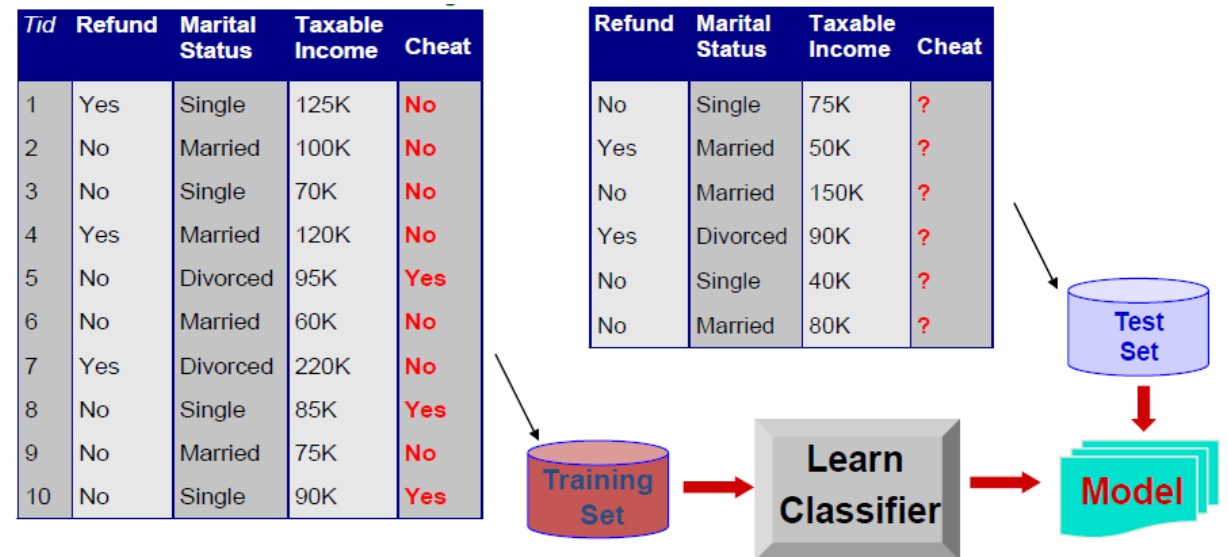 Tid Refund Marital Status Taxable Income Cheat
1 Yes Single 125K No
2 No Married 100K No
3 No Single 70K No
4 Yes Married 120K No
5 No Divorced 95K Yes
6 No Married 60K No
7 Yes Divorced 220K No
8 No Single 85K Yes
9 No Married 75K No
10 No Single 90K Yes
Refund Marital Status Taxable Income Cheat
No Single 75K ?
Yes Married 50K ?
No Married 150K ?
Yes Divorced 90K ?
No Single 40K ?
No Married 80K ?
Test
Set
Training
Set
Learn
Classifier
Model